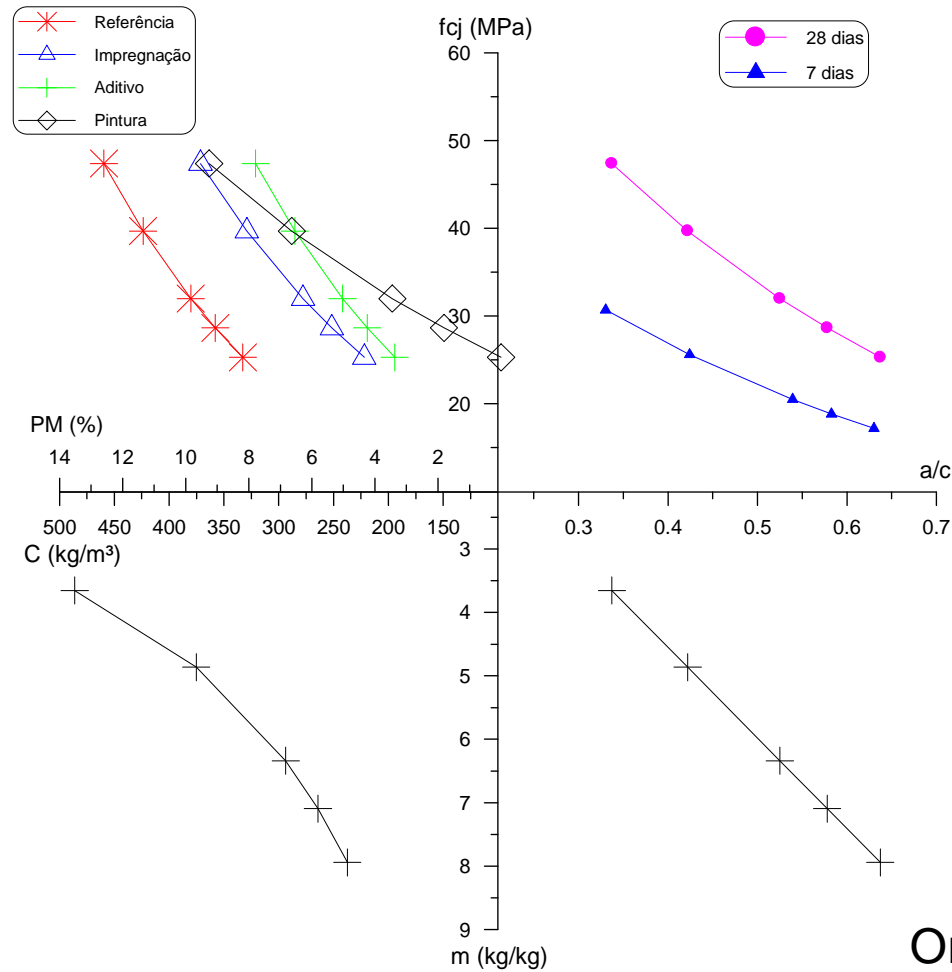 Referência
Impregnação
Aditivo
Pintura
fcj (MPa)
28 dias
7 dias
60
50
40
30
20
PM (%)
14 12 10 8 6 4 2
a/c
500 450 400 350 300 250 200 150
0.3 0.4 0.5 0.6 0.7
C (kg/m³)
3
4
5
6
7
8
9
m (kg/kg)
Or